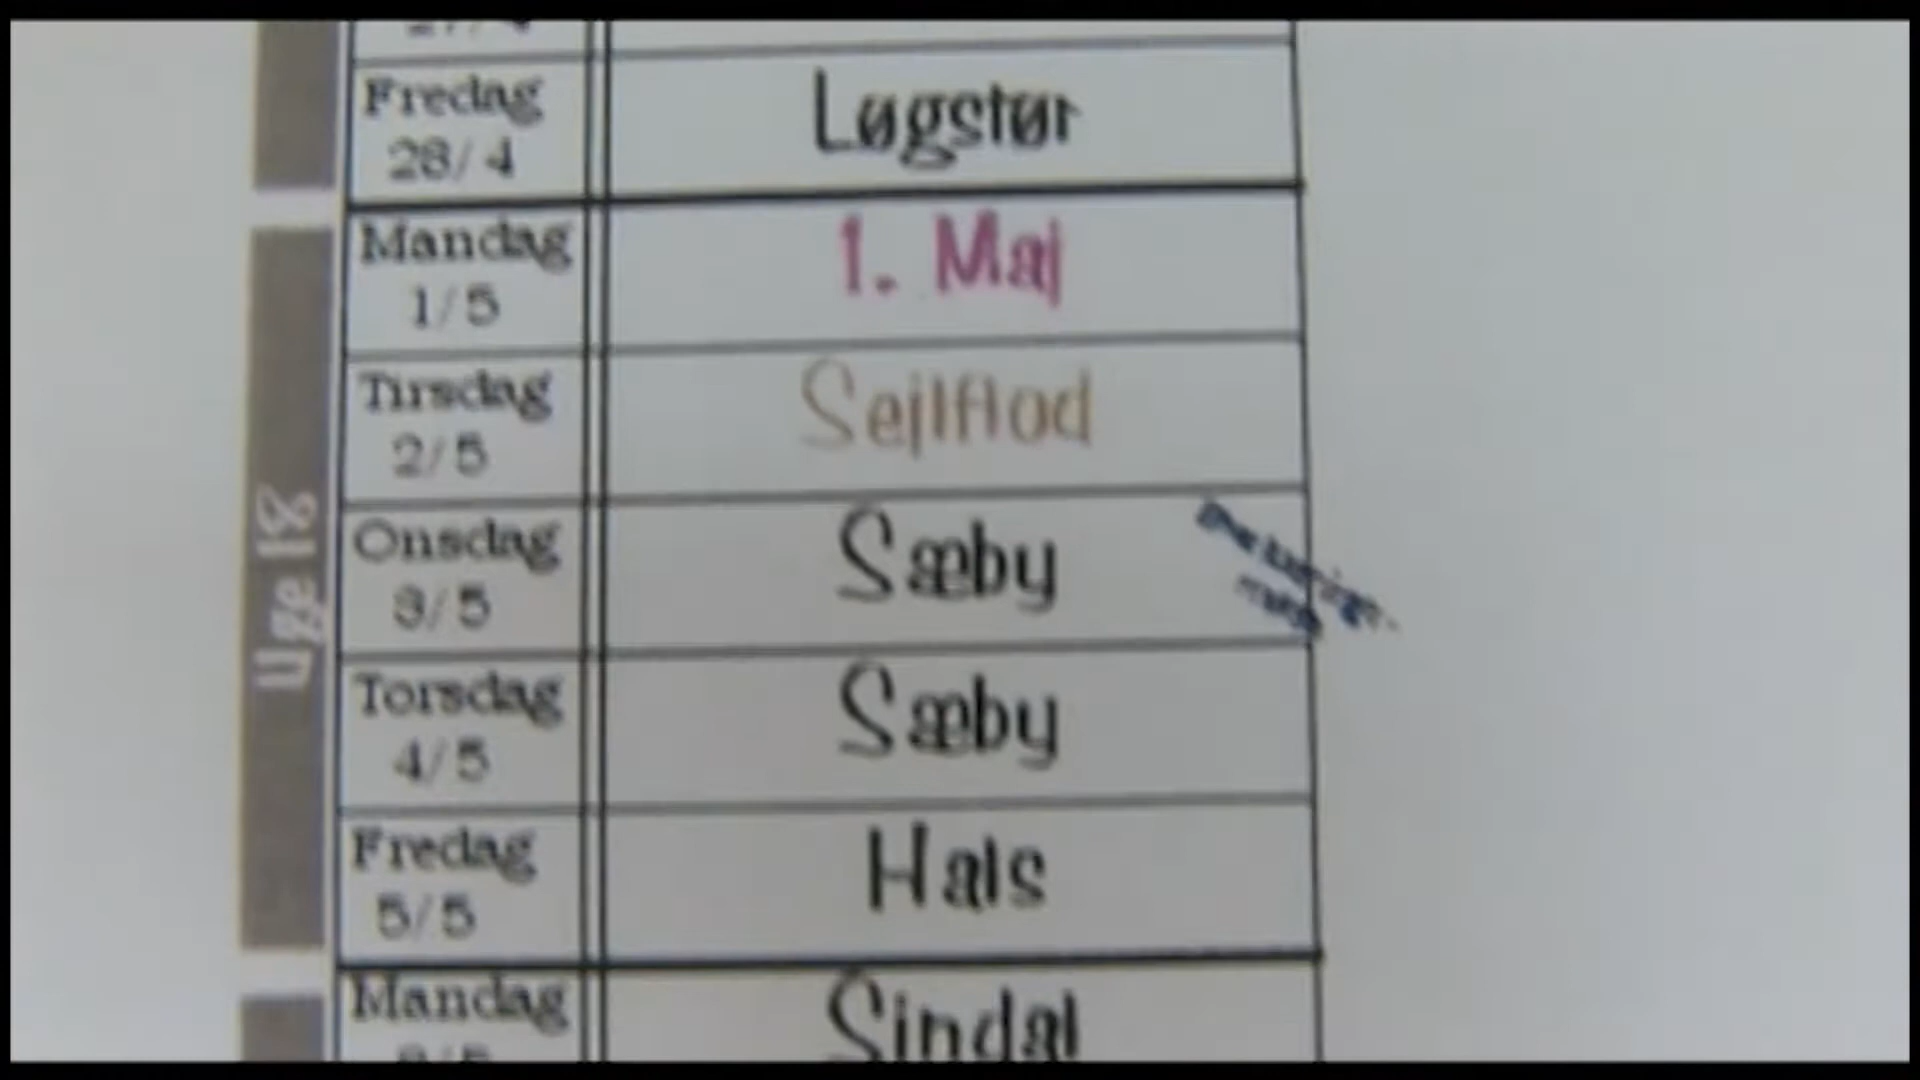 Fredag
28/4
Løgstør
Mandag
1/5
1. Maj
Tirsdag
2/5
Sejlflod
Uge 18
Onsdag
3/5
Sæby
Torsdag
4/5
Sæby
Fredag
5/5
Hals
Mandag
Sindal